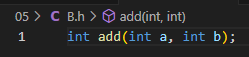 05 > C B.h > add(int, int)
1 int add(int a, int b);